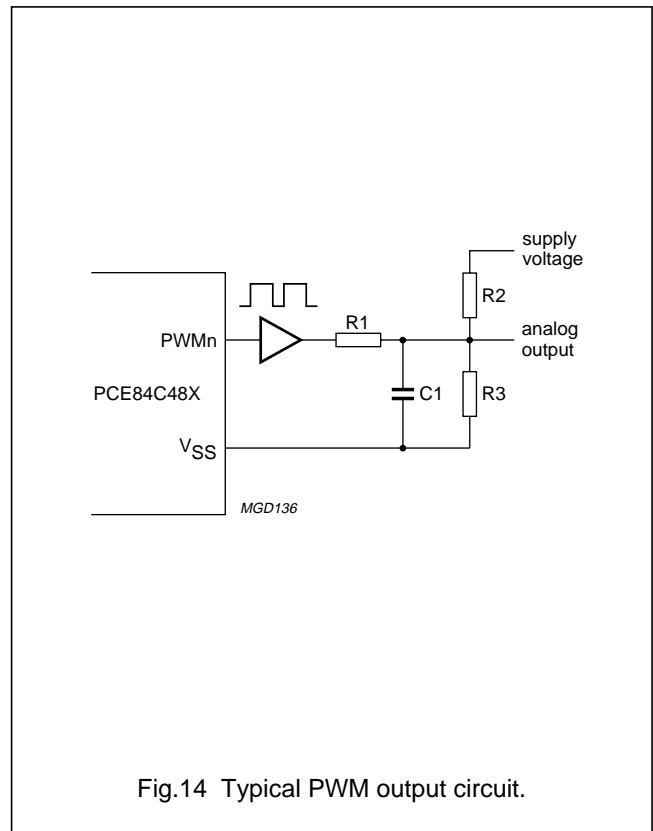 supply
voltage
R2
R1
analog
output
PWMn
PCE84C48X
C1
R3
VSS
MGD136
Fig.14 Typical PWM output circuit.